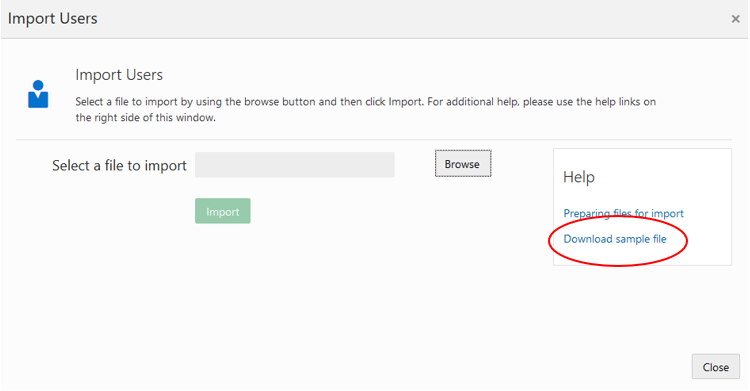 Import Users
×
Import Users
Select a file to import by using the browse button and then click Import. For additional help, please use the help links on
the right side of this window.
Select a file to import
Browse
Import
Help
Preparing files for import
Download sample file
Close